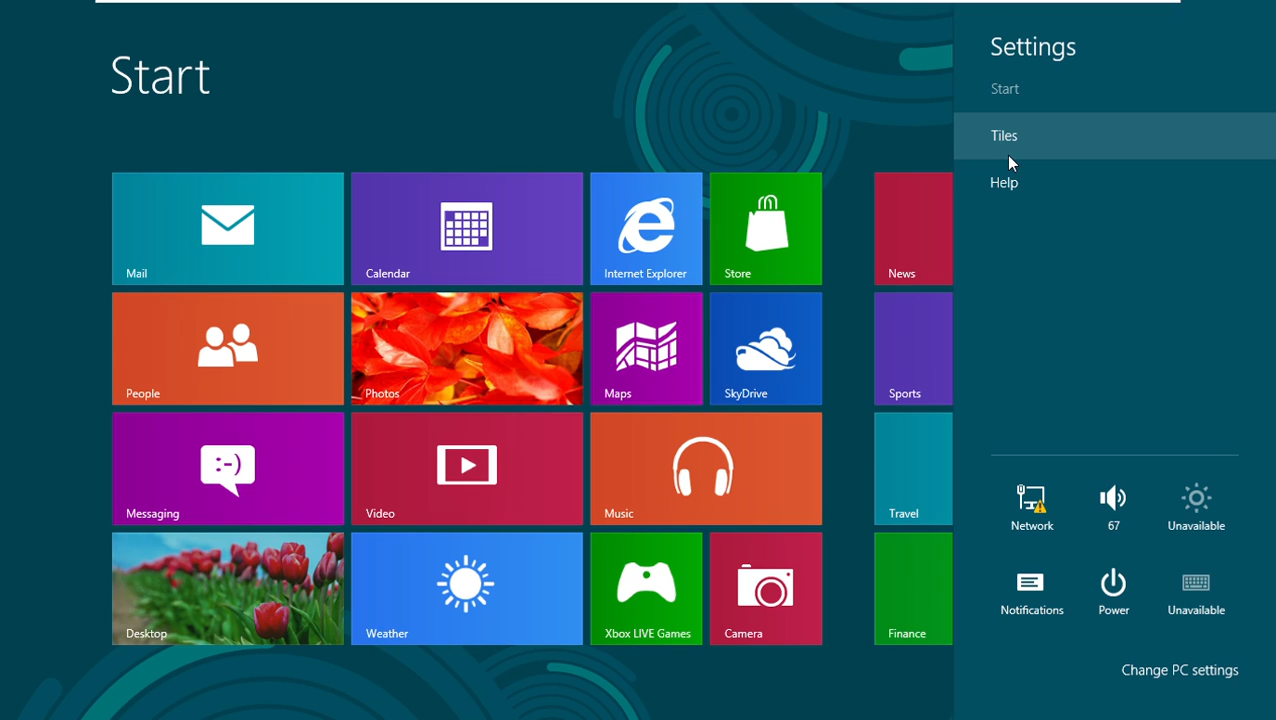 Start
Mail
Calendar
Internet Explorer
Store
News
People
Photos
Maps
SkyDrive
Sports
Messaging
:-)
Video
Music
Travel
Desktop
Weather
Xbox LIVE Games
Camera
Finance
Settings
Start
Tiles
Help
Network
67
Unavailable
Notifications
Power
Unavailable
Change PC settings